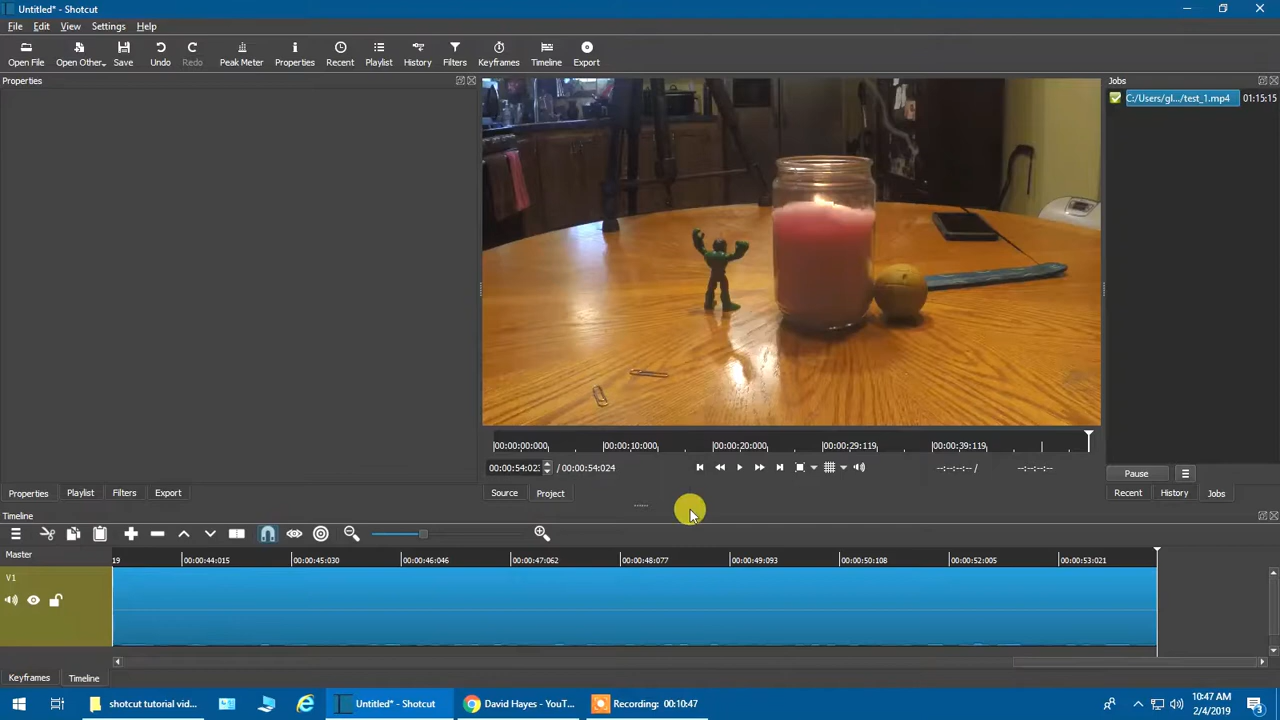 Untitled* - Shotcut
File Edit View Settings Help
Open File Open Other... Save Undo Redo Peak Meter Properties Recent Playlist History Filters Keyframes Timeline Export
Properties
Jobs
C:/Users/gl.../test_1.mp4 01:15:15
00:00:00:000 00:00:10:000 00:00:20:000 00:00:29:119 00:00:39:119
00:00:54:023 / 00:00:54:024 --:--:--:-- / --:--:--:--
Pause
Properties Playlist Filters Export
Source Project
Recent History Jobs
Timeline
Master
19 00:00:44:015 00:00:45:030 00:00:46:046 00:00:47:062 00:00:48:077 00:00:49:093 00:00:50:108 00:00:52:005 00:00:53:021
V1
Keyframes Timeline
shotcut tutorial vid... Untitled* - Shotcut David Hayes - YouT... Recording: 00:10:47
10:47 AM
2/4/2019
3